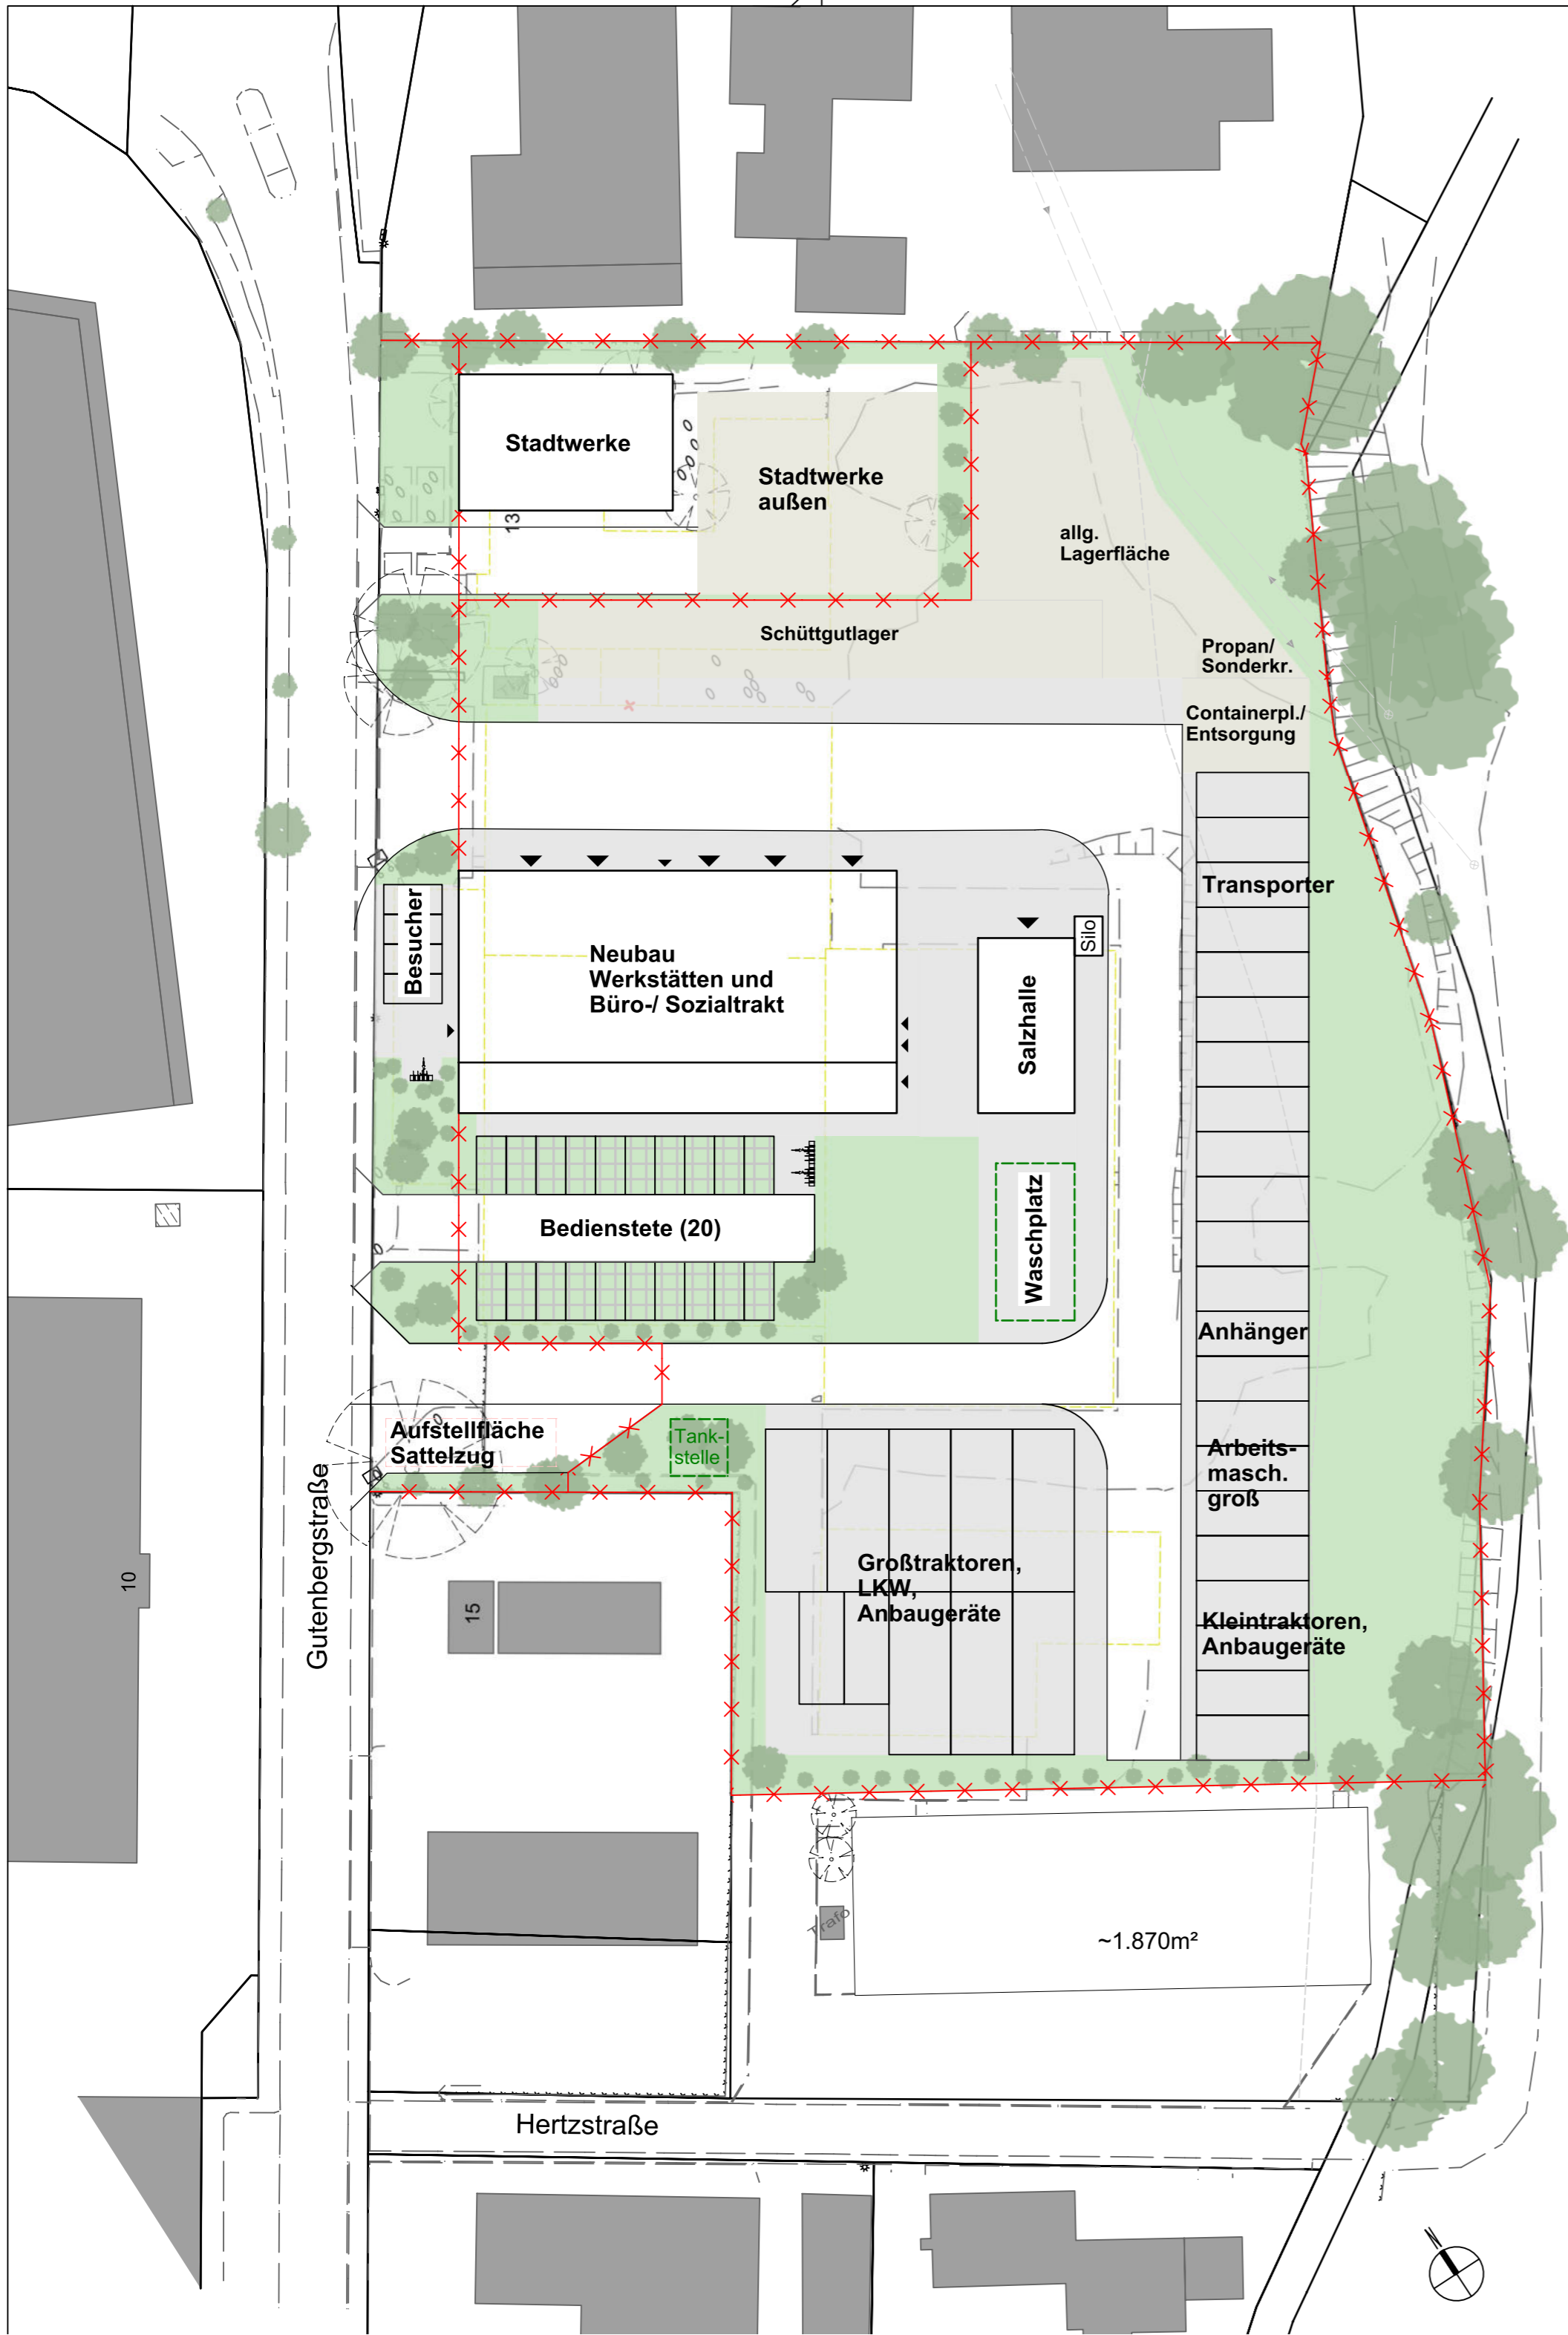 Stadtwerke
Stadtwerke
außen
13
allg.
Lagerfläche
Schüttgutlager
Propan/
Sonderkr.
Containerpl./
Entsorgung
Transporter
Besucher
Neubau
Werkstätten und
Büro-/ Sozialtrakt
Silo
Salzhalle
Bedienstete (20)
Waschplatz
Anhänger
Aufstellfläche
Sattelzug
Tank-
stelle
Arbeits-
masch.
groß
Gutenbergstraße
10
15
Großtraktoren,
LKW,
Anbaugeräte
Kleintraktoren,
Anbaugeräte
Trafo
~1.870m²
Hertzstraße
N